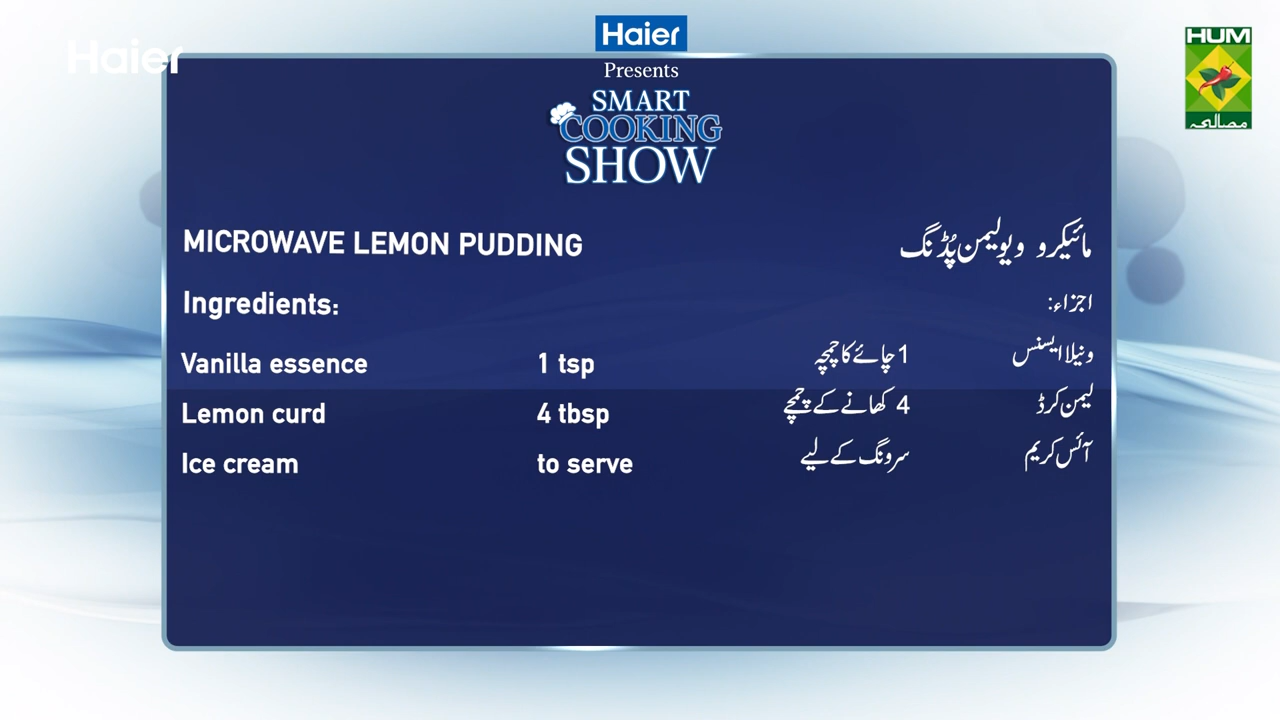 Haier
Haier
HUM
مصالحہ
Presents
SMART
COOKING
SHOW
MICROWAVE LEMON PUDDING مائیکرو ویو لیمن پُڈنگ
Ingredients: اجزاء:
Vanilla essence 1 tsp 1 چائے کا چمچہ ونیلا ایسنس
Lemon curd 4 tbsp 4 کھانے کے چمچے لیمن کرڈ
Ice cream to serve سرونگ کے لیے آئس کریم